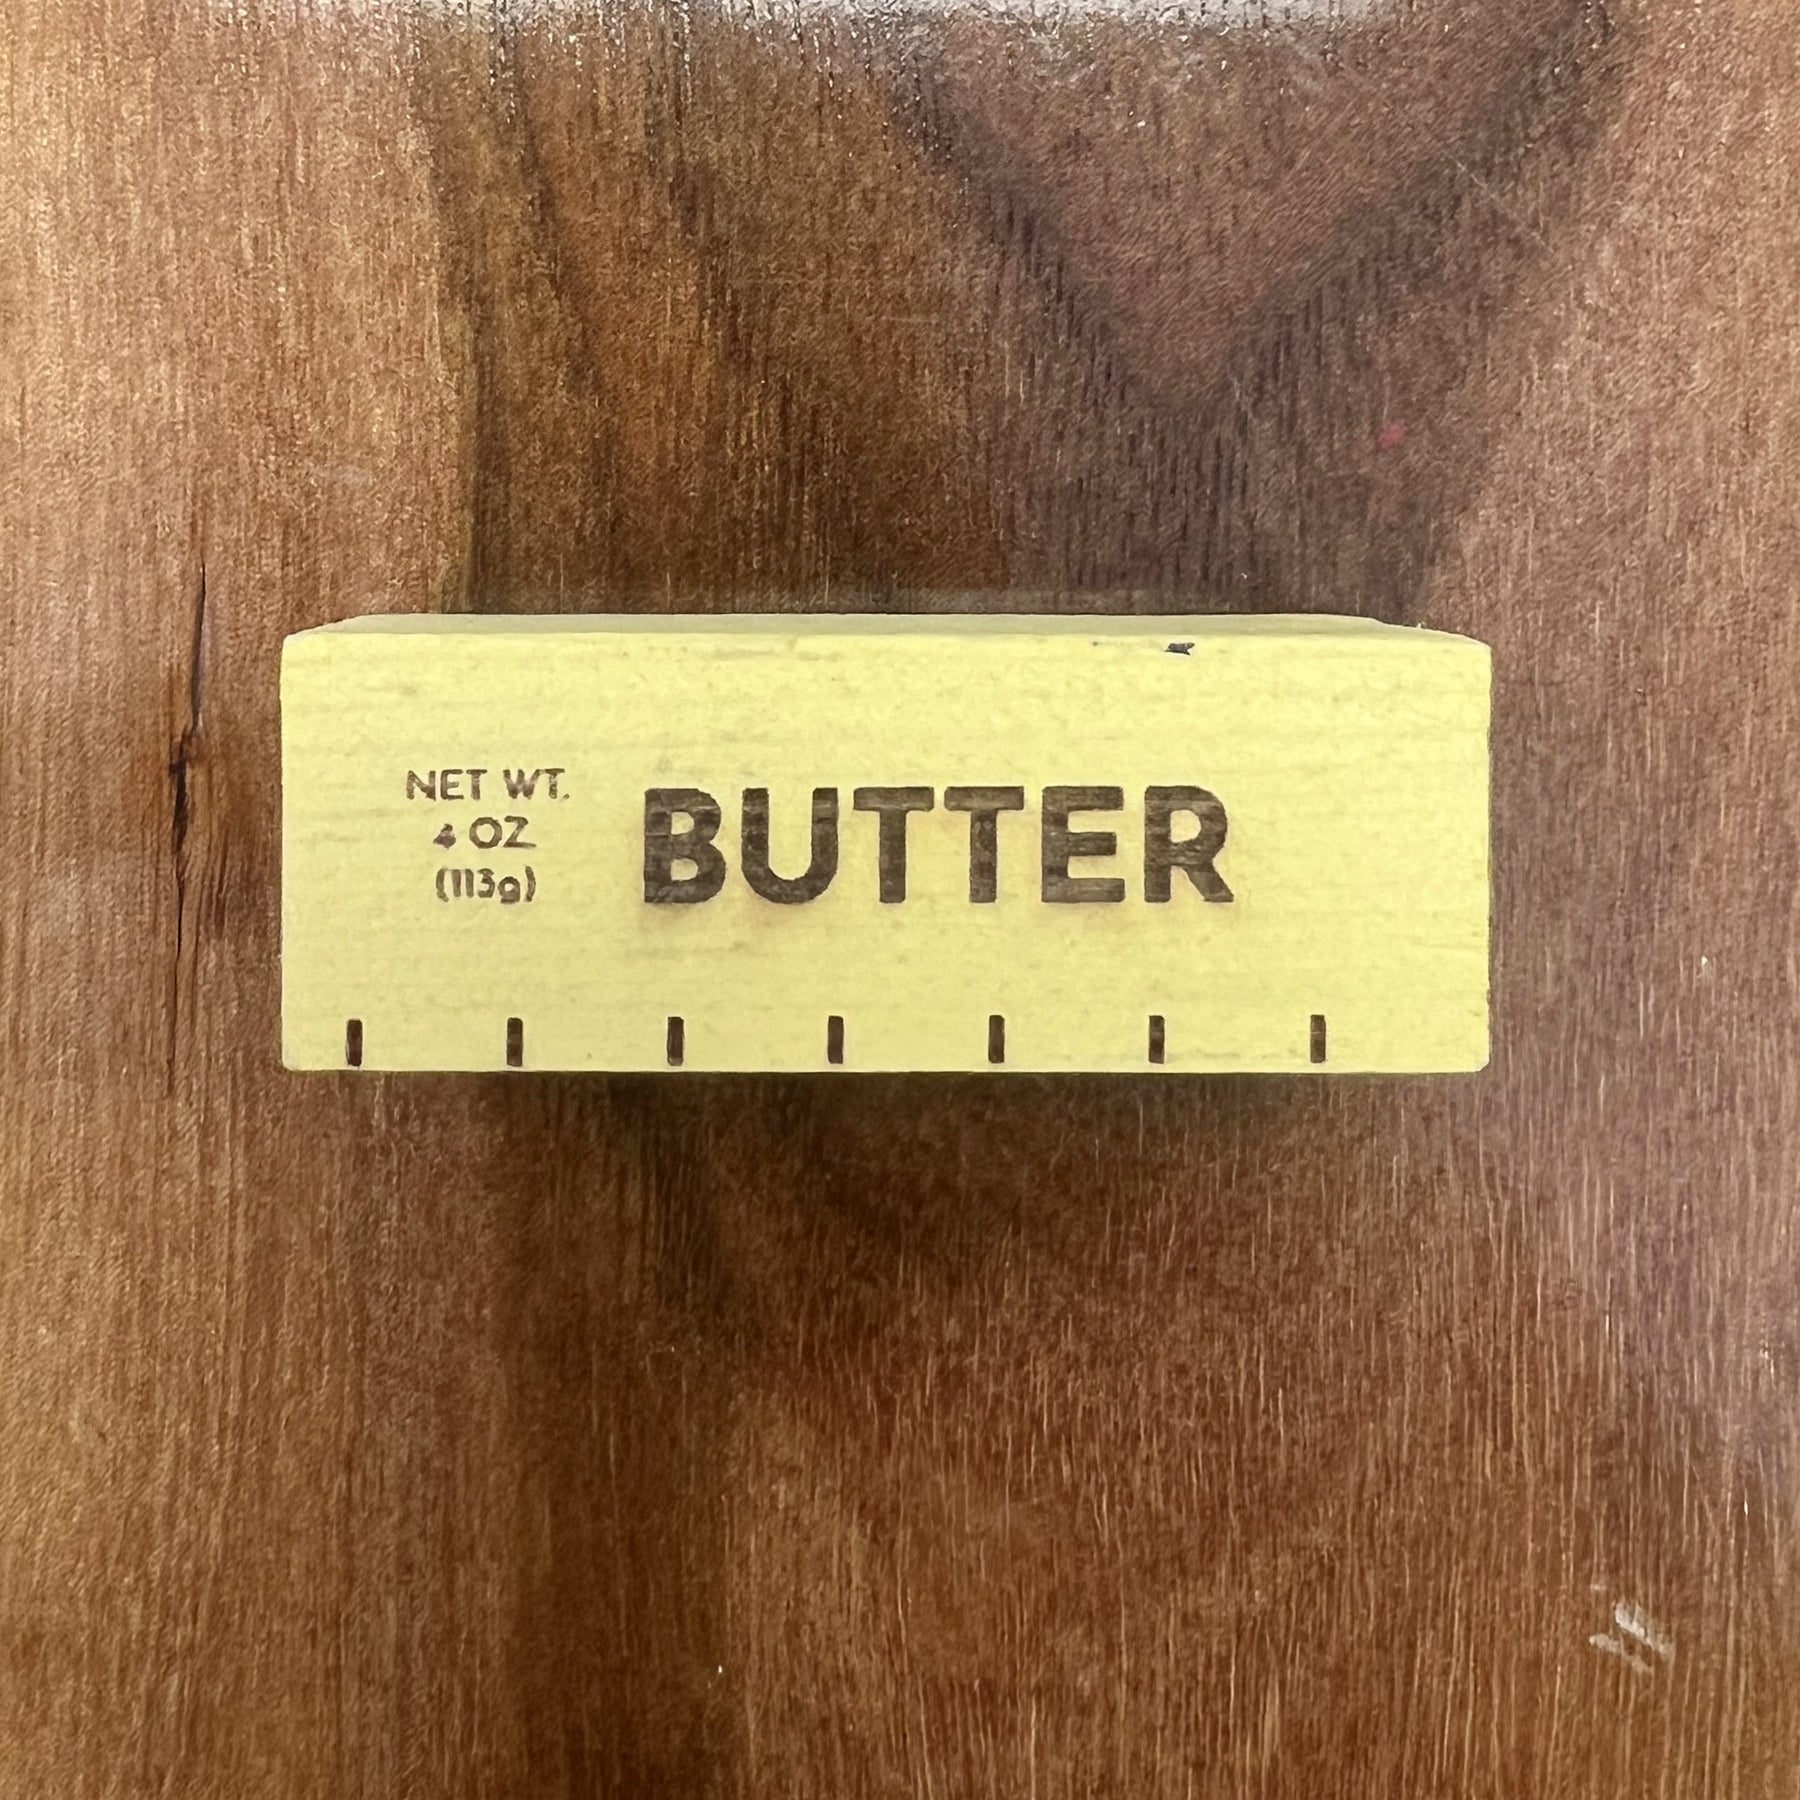 NET WT.
4 OZ
(113g)
BUTTER